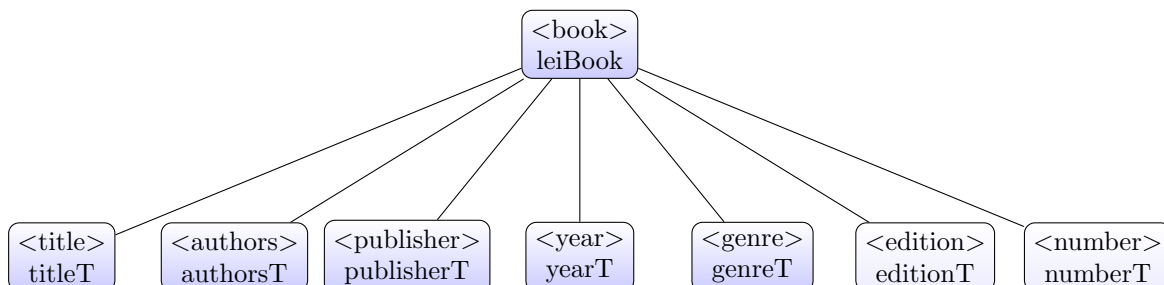 <book>
leiBook
<title> <authors> <publisher> <year> <genre> <edition> <number>
titleT authorsT publisherT yearT genreT editionT numberT